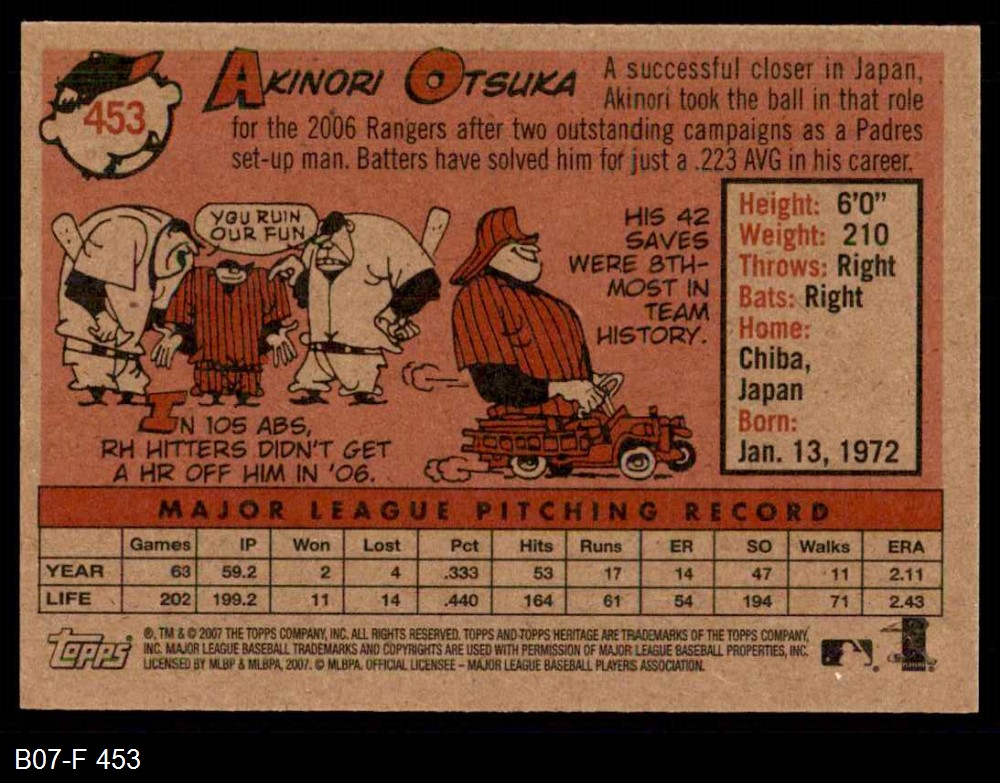 453
AKINORI OTSUKA
A successful closer in Japan,
Akinori took the ball in that role
for the 2006 Rangers after two outstanding campaigns as a Padres
set-up man. Batters have solved him for just a .223 AVG in his career.
YOU RUIN
OUR FUN
HIS 42
SAVES
WERE 8TH-
MOST IN
TEAM
HISTORY.
IN 105 ABS,
RH HITTERS DIDN'T GET
A HR OFF HIM IN '06.
Height: 6'0"
Weight: 210
Throws: Right
Bats: Right
Home:
Chiba,
Japan
Born:
Jan. 13, 1972
MAJOR LEAGUE PITCHING RECORD
Games IP Won Lost Pct Hits Runs ER SO Walks ERA
YEAR 63 59.2 2 4 .333 53 17 14 47 11 2.11
LIFE 202 199.2 11 14 .440 164 61 54 194 71 2.43
topps
®, TM & © 2007 THE TOPPS COMPANY, INC. ALL RIGHTS RESERVED. TOPPS AND TOPPS HERITAGE ARE TRADEMARKS OF THE TOPPS COMPANY,
INC. MAJOR LEAGUE BASEBALL TRADEMARKS AND COPYRIGHTS ARE USED WITH PERMISSION OF MAJOR LEAGUE BASEBALL PROPERTIES, INC.
LICENSED BY MLBP & MLBPA, 2007. © MLBPA. OFFICIAL LICENSEE – MAJOR LEAGUE BASEBALL PLAYERS ASSOCIATION.
B07-F 453